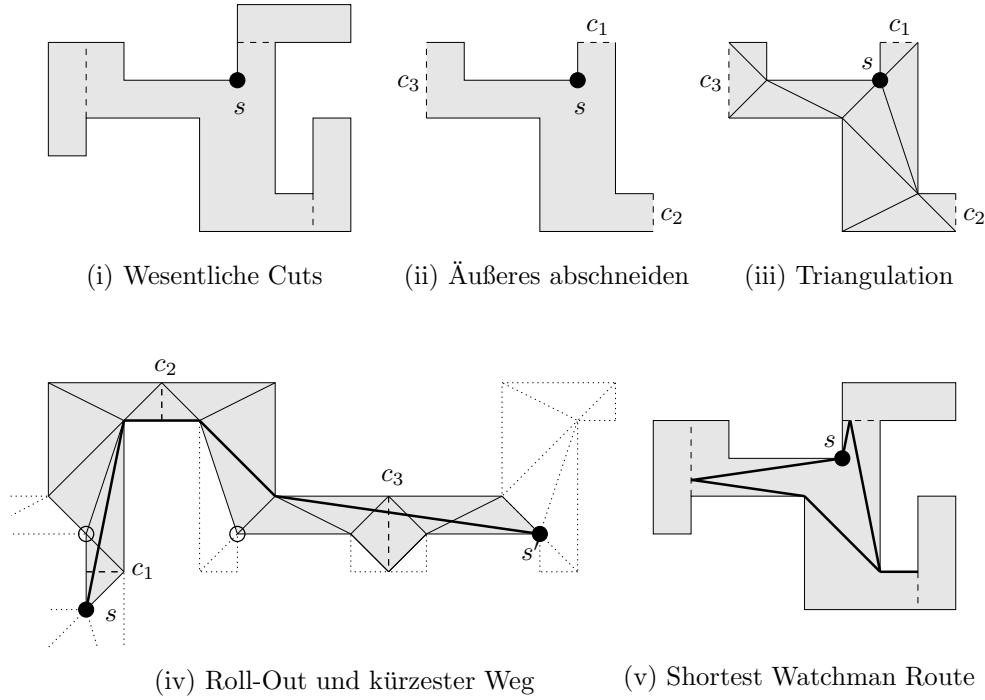 s
c₁
c₃
s
c₂
s
c₁
c₃
c₂
(i) Wesentliche Cuts
(ii) Äußeres abschneiden
(iii) Triangulation
c₂
c₃
c₁
s
s′
s
(iv) Roll-Out und kürzester Weg
(v) Shortest Watchman Route